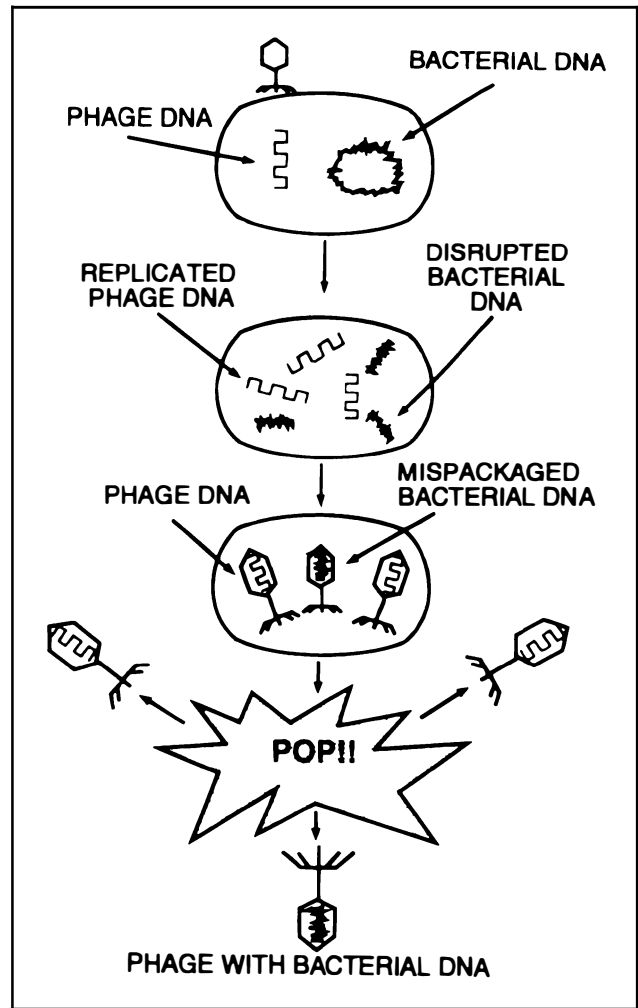 BACTERIAL DNA
PHAGE DNA
REPLICATED
PHAGE DNA
DISRUPTED
BACTERIAL
DNA
PHAGE DNA
MISPACKAGED
BACTERIAL DNA
POP!!
PHAGE WITH BACTERIAL DNA